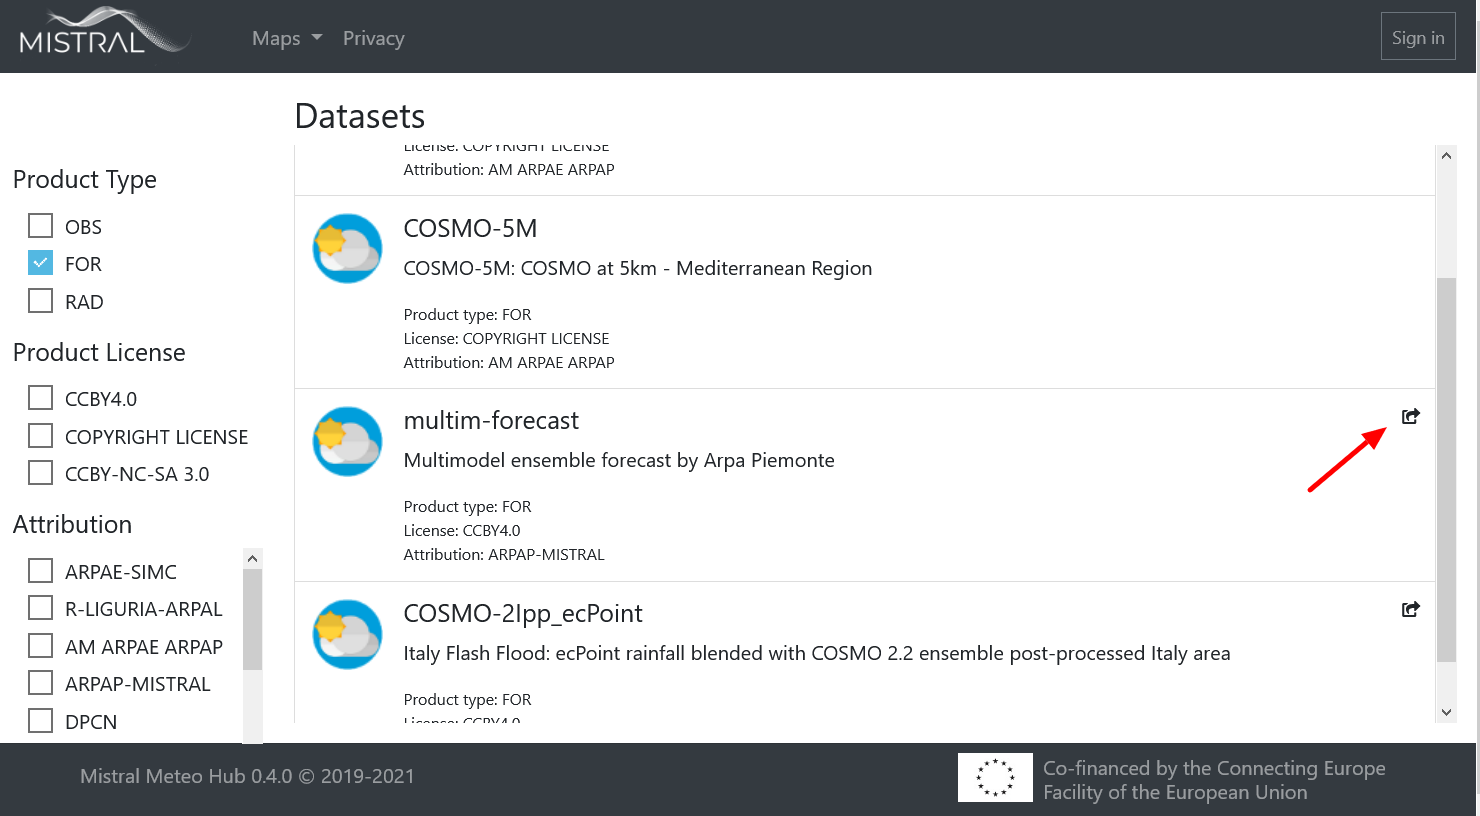 MISTRAL
Maps
Privacy
Sign in
Datasets
Product Type
OBS
FOR
RAD
Product License
CCBY4.0
COPYRIGHT LICENSE
CCBY-NC-SA 3.0
Attribution
ARPAE-SIMC
R-LIGURIA-ARPAL
AM ARPAE ARPAP
ARPAP-MISTRAL
DPCN
License: COPYRIGHT LICENSE
Attribution: AM ARPAE ARPAP
COSMO-5M
COSMO-5M: COSMO at 5km - Mediterranean Region
Product type: FOR
License: COPYRIGHT LICENSE
Attribution: AM ARPAE ARPAP
multim-forecast
Multimodel ensemble forecast by Arpa Piemonte
Product type: FOR
License: CCBY4.0
Attribution: ARPAP-MISTRAL
COSMO-2Ipp_ecPoint
Italy Flash Flood: ecPoint rainfall blended with COSMO 2.2 ensemble post-processed Italy area
Product type: FOR
License: CCBY4.0
Mistral Meteo Hub 0.4.0 © 2019-2021
Co-financed by the Connecting Europe
Facility of the European Union